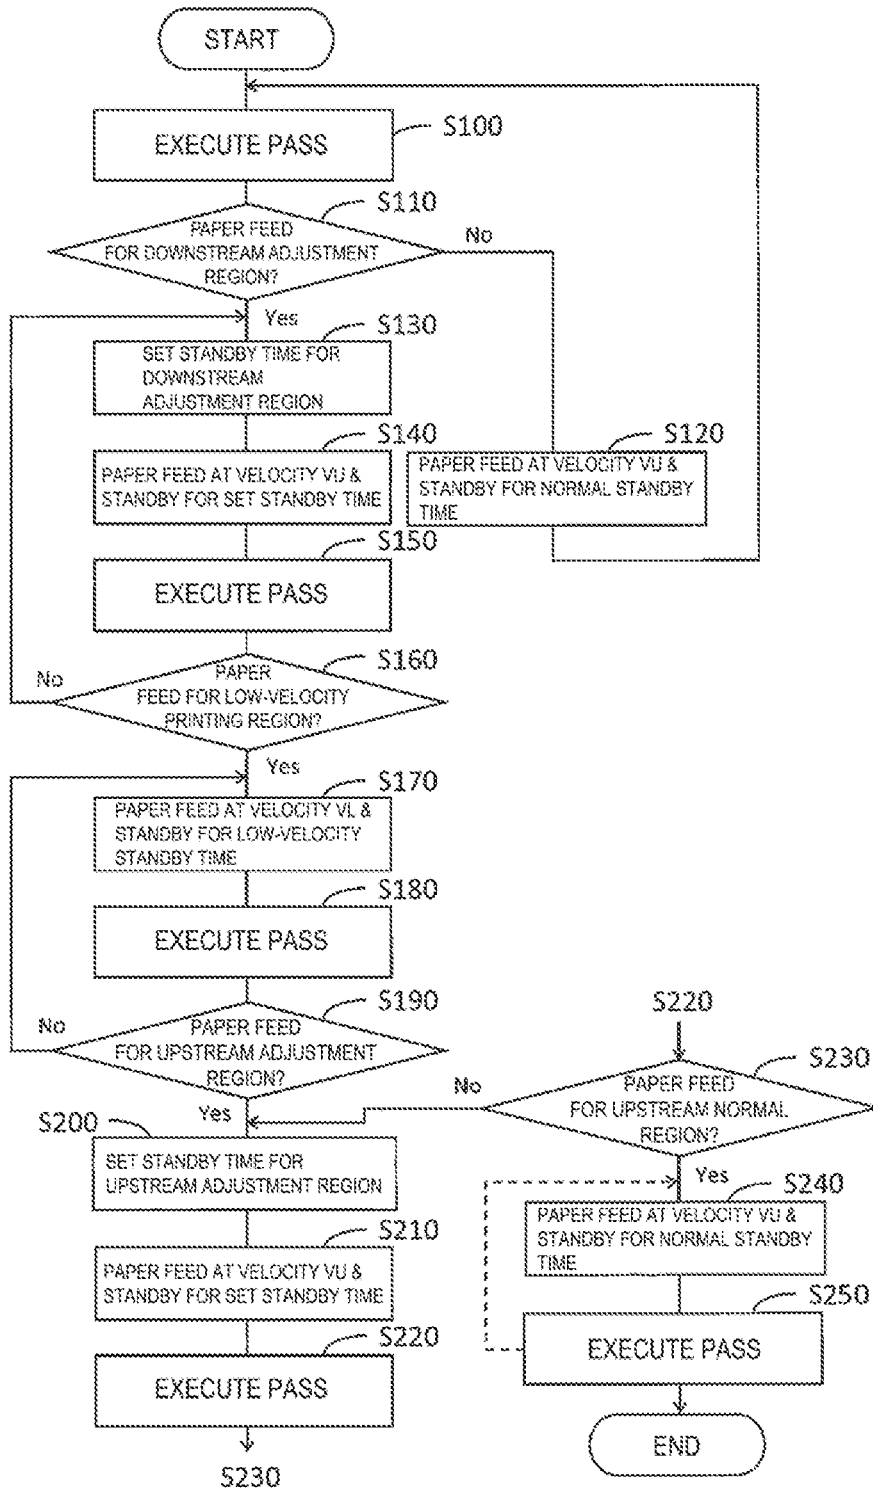 START
EXECUTE PASS
S100
S110
PAPER FEED
FOR DOWNSTREAM ADJUSTMENT
REGION?
No
Yes
S130
SET STANDBY TIME FOR
DOWNSTREAM
ADJUSTMENT REGION
S140
PAPER FEED AT VELOCITY VU &
STANDBY FOR SET STANDBY TIME
S120
PAPER FEED AT VELOCITY VU &
STANDBY FOR NORMAL STANDBY
TIME
S150
EXECUTE PASS
S160
PAPER
FEED FOR LOW-VELOCITY
PRINTING REGION?
No
Yes
S170
PAPER FEED AT VELOCITY VL &
STANDBY FOR LOW-VELOCITY
STANDBY TIME
S180
EXECUTE PASS
S190
PAPER FEED
FOR UPSTREAM ADJUSTMENT
REGION?
No
Yes
S200
SET STANDBY TIME FOR
UPSTREAM ADJUSTMENT REGION
S210
PAPER FEED AT VELOCITY VU &
STANDBY FOR SET STANDBY TIME
S220
EXECUTE PASS
S230
S220
S230
PAPER FEED
FOR UPSTREAM NORMAL
REGION?
No
Yes
S240
PAPER FEED AT VELOCITY VU &
STANDBY FOR NORMAL STANDBY
TIME
S250
EXECUTE PASS
END